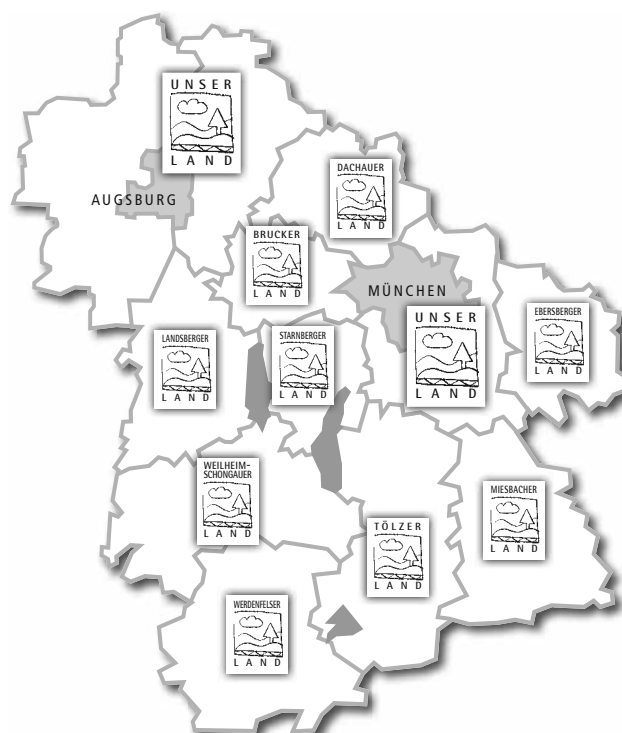 UNSER
LAND
AUGSBURG
DACHAUER
LAND
BRUCKER
LAND
MÜNCHEN
UNSER
LAND
EBERSBERGER
LAND
LANDSBERGER
LAND
STARNBERGER
LAND
WEILHEIM-
SCHONGAUER
LAND
MIESBACHER
LAND
TÖLZER
LAND
WERDENFELSER
LAND